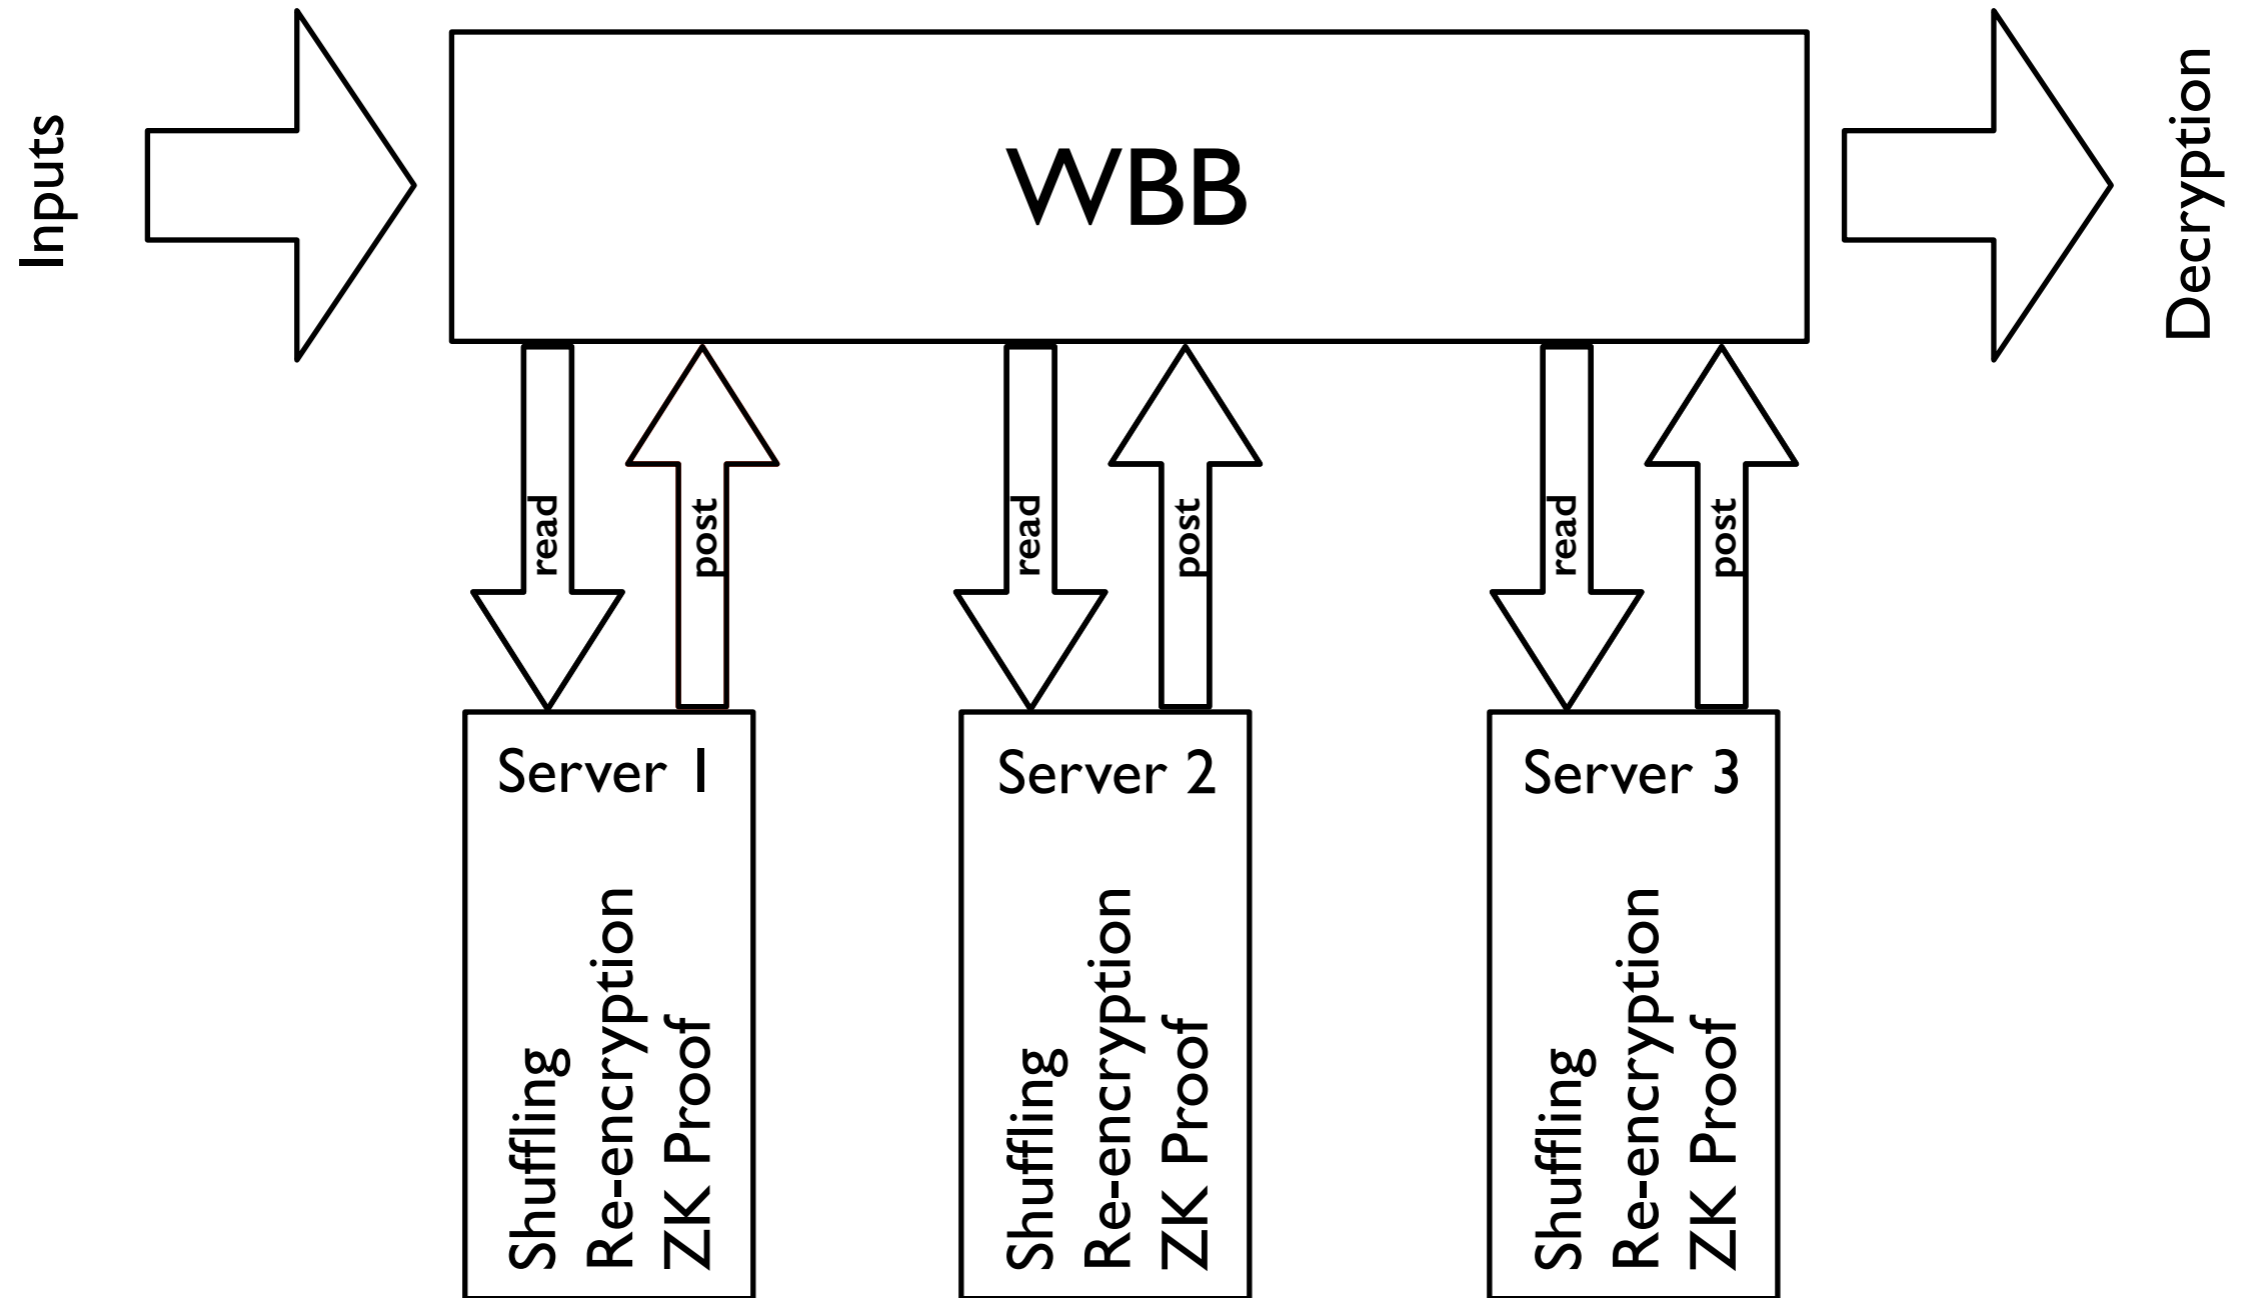 Inputs
WBB
Decryption
read
post
read
post
read
post
Server 1
Shuffling
Re-encryption
ZK Proof
Server 2
Shuffling
Re-encryption
ZK Proof
Server 3
Shuffling
Re-encryption
ZK Proof